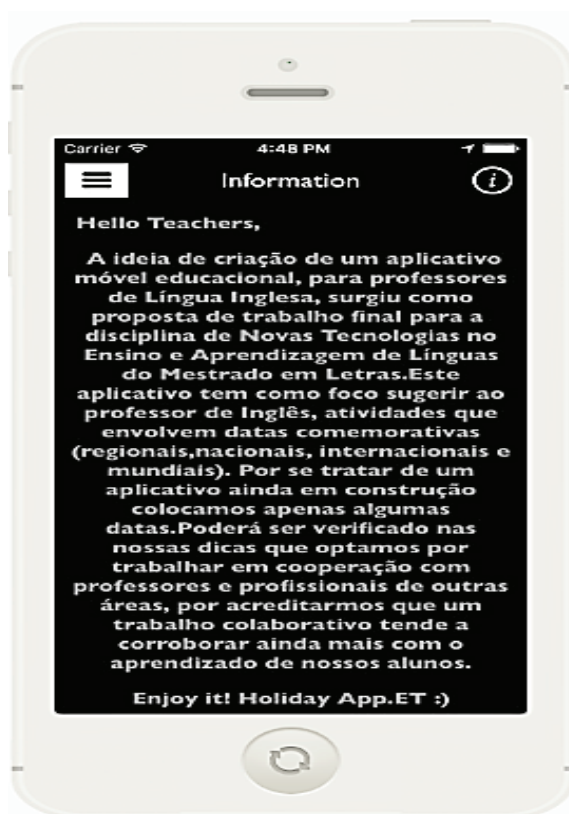 Carrier 4:48 PM
Information
Hello Teachers,
A ideia de criação de um aplicativo
móvel educacional, para professores
de Língua Inglesa, surgiu como
proposta de trabalho final para a
disciplina de Novas Tecnologias no
Ensino e Aprendizagem de Línguas
do Mestrado em Letras.Este
aplicativo tem como foco sugerir ao
professor de Inglês, atividades que
envolvem datas comemorativas
(regionais,nacionais, internacionais e
mundiais). Por se tratar de um
aplicativo ainda em construção
colocamos apenas algumas
datas.Poderá ser verificado nas
nossas dicas que optamos por
trabalhar em cooperação com
professores e profissionais de outras
áreas, por acreditarmos que um
trabalho colaborativo tende a
corroborar ainda mais com o
aprendizado de nossos alunos.
Enjoy it! Holiday App.ET :)